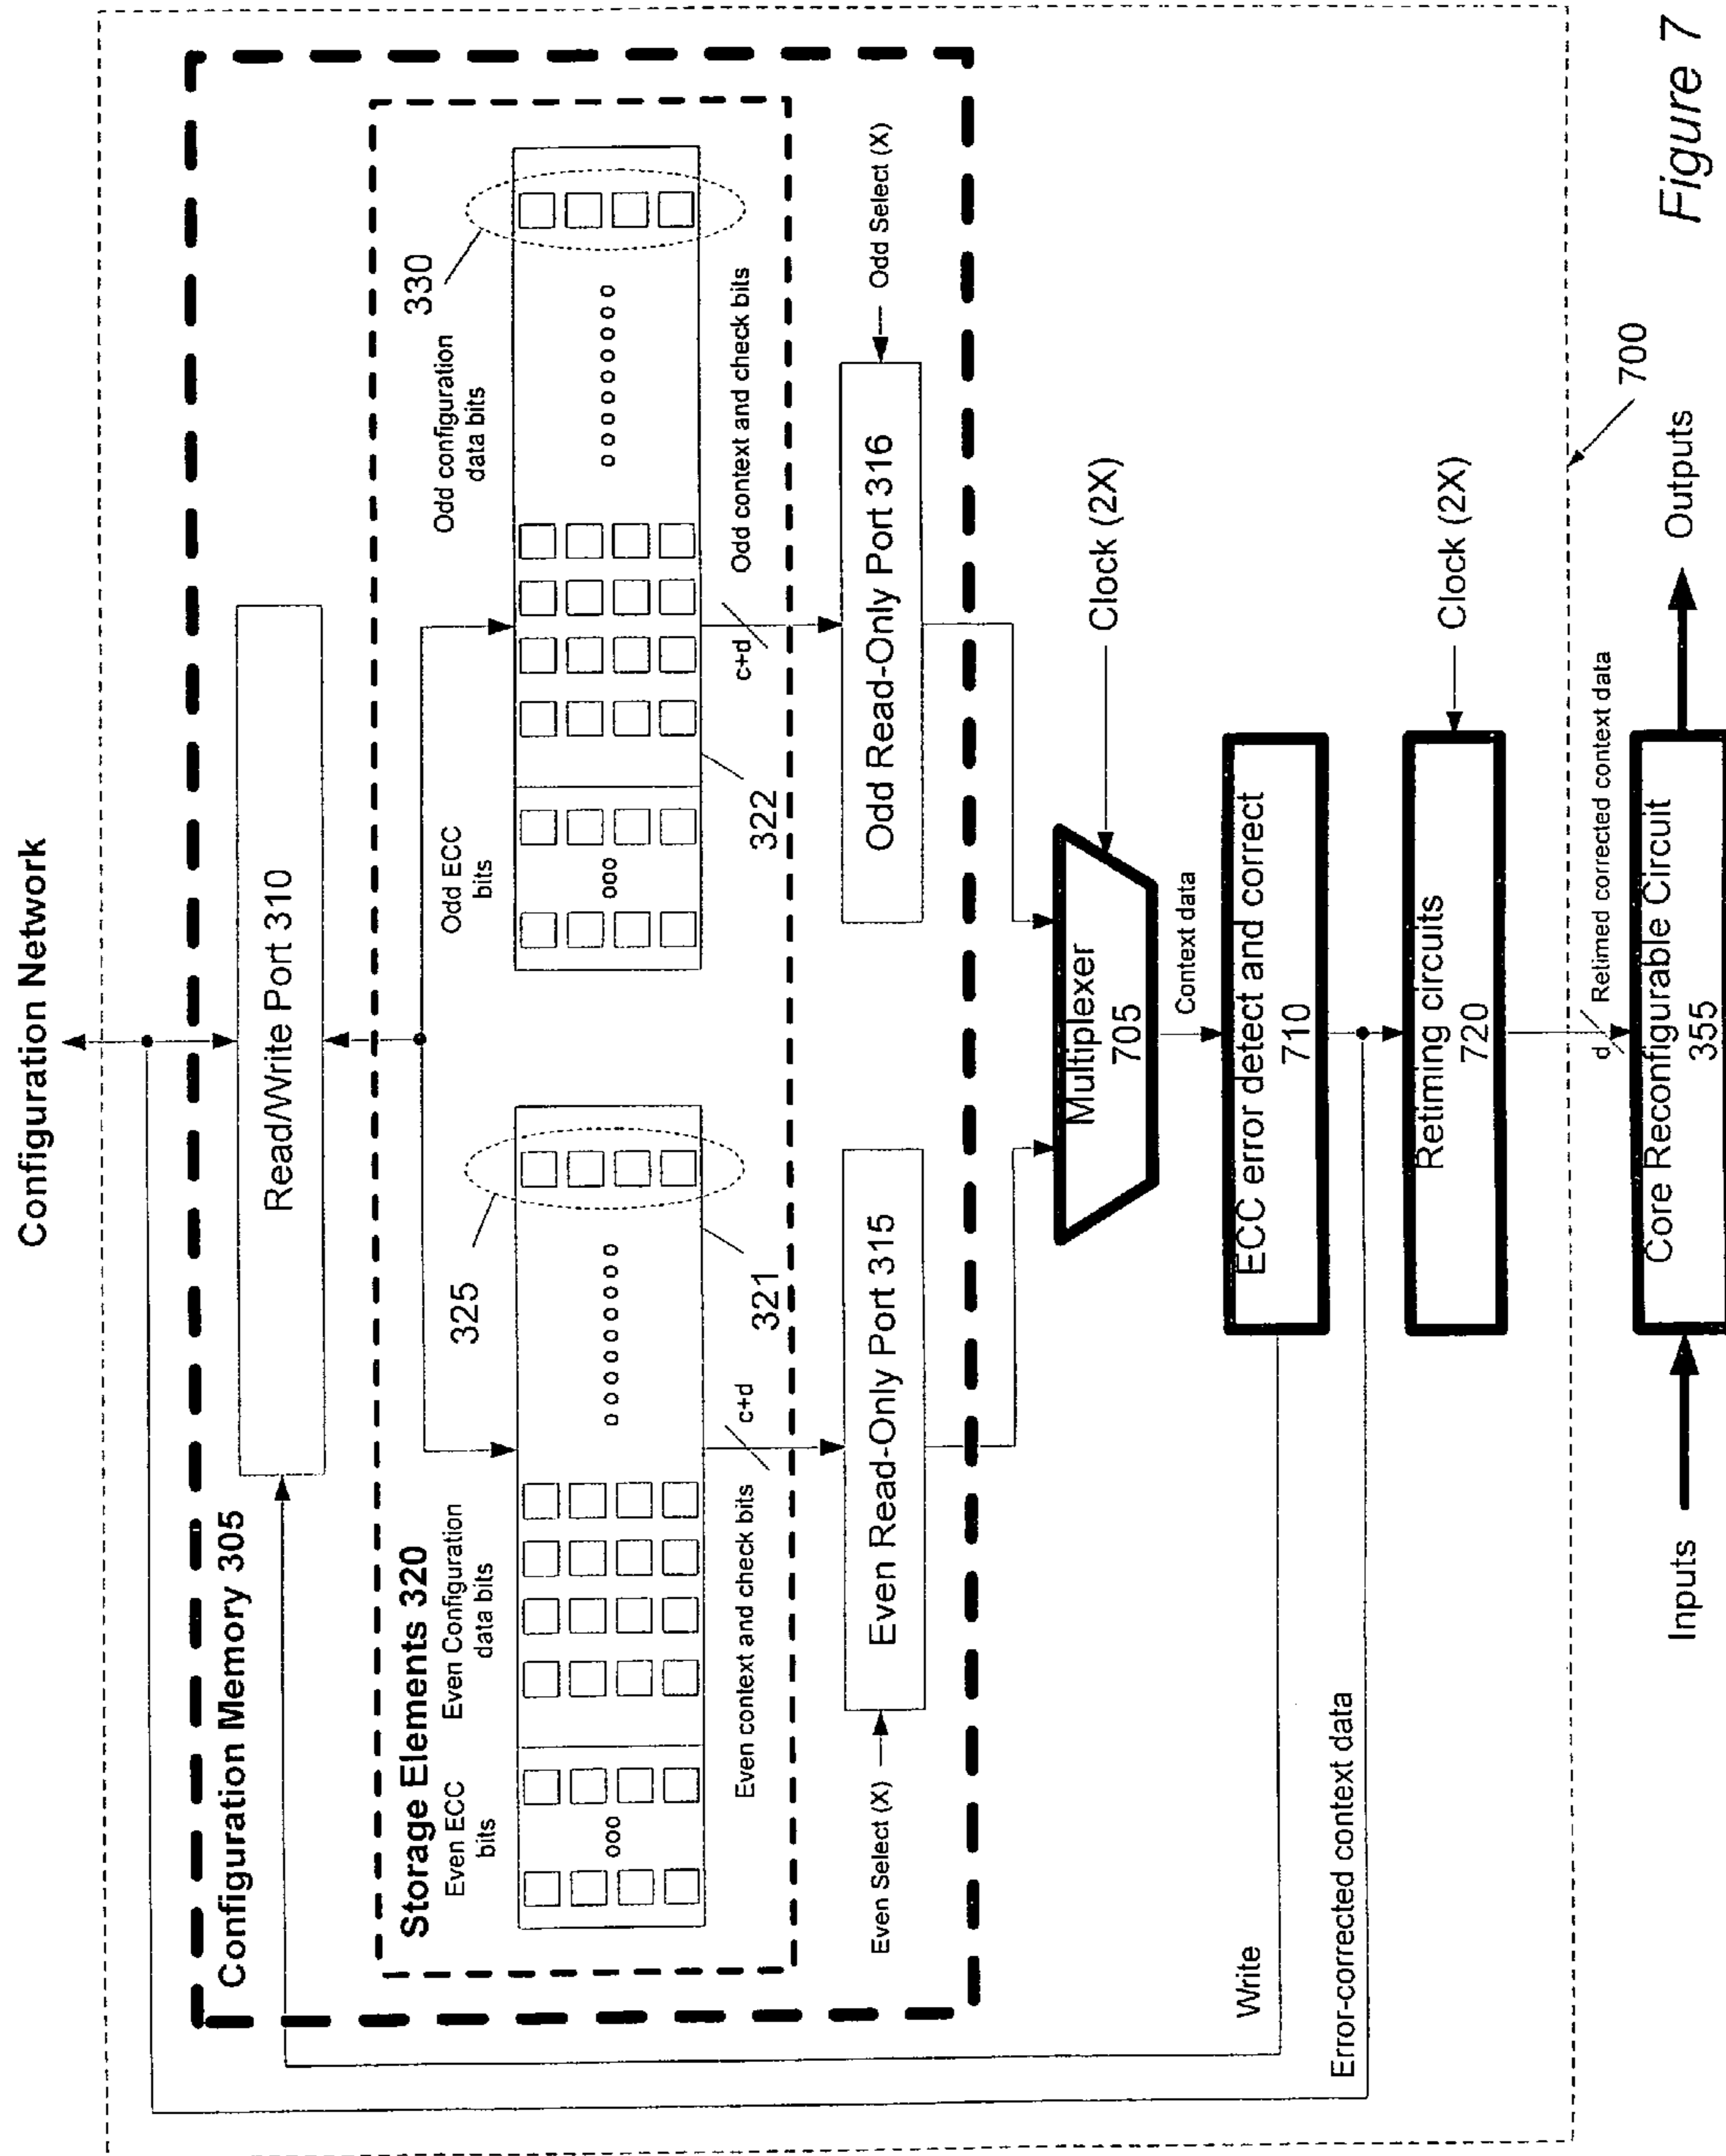 Configuration Network
Configuration Memory 305
Read/Write Port 310
Storage Elements 320
Even ECC
bits
Even Configuration
data bits
325
Odd ECC
bits
Odd configuration
data bits
330
ooo
oooooooo
ooo
oooooooo
Even context and check bits
c+d
321
c+d
322
Odd context and check bits
Even Select (X)
Even Read-Only Port 315
Odd Read-Only Port 316
Odd Select (X)
Multiplexer
705
Clock (2X)
Context data
Write
ECC error detect and correct
710
Error-corrected context data
Retiming circuits
720
Clock (2X)
d
Retimed corrected context data
700
Inputs
Core Reconfigurable Circuit
355
Outputs
Figure 7